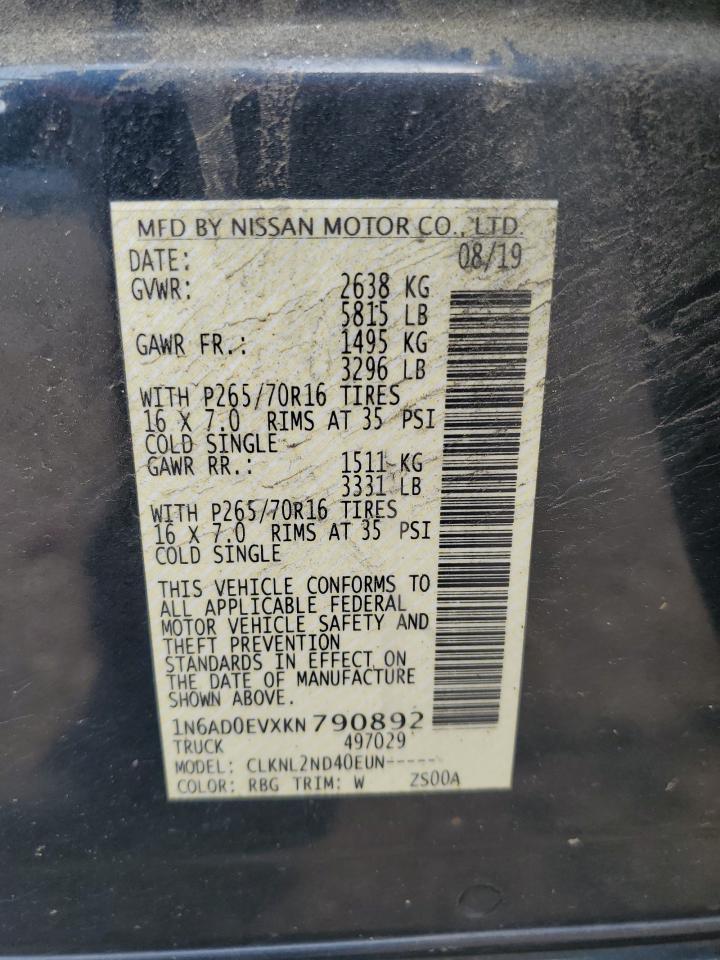 MFD BY NISSAN MOTOR CO., LTD.
DATE: 08/19
GVWR: 2638 KG
5815 LB
GAWR FR.: 1495 KG
3296 LB
WITH P265/70R16 TIRES
16 X 7.0 RIMS AT 35 PSI
COLD SINGLE
GAWR RR.: 1511 KG
3331 LB
WITH P265/70R16 TIRES
16 X 7.0 RIMS AT 35 PSI
COLD SINGLE
THIS VEHICLE CONFORMS TO
ALL APPLICABLE FEDERAL
MOTOR VEHICLE SAFETY AND
THEFT PREVENTION
STANDARDS IN EFFECT ON
THE DATE OF MANUFACTURE
SHOWN ABOVE.
1N6AD0EVXKN 790892
TRUCK 497029
MODEL: CLKNL2ND40EUN-----
COLOR: RBG TRIM: W ZS00A